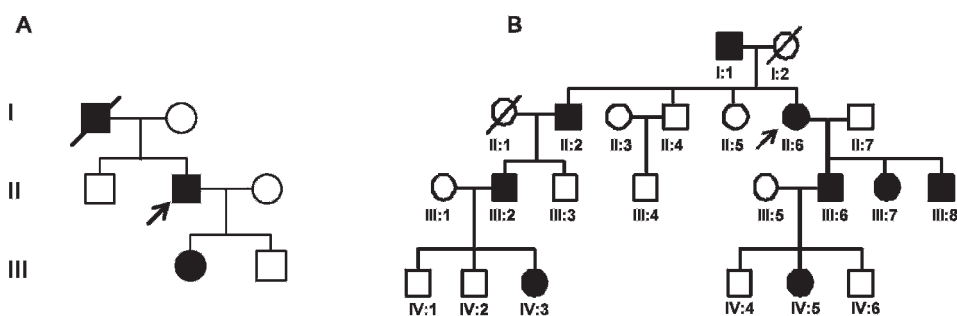 A
B
I
II
III
I:1 I:2
II:1 II:2 II:3 II:4 II:5 II:6 II:7
III:1 III:2 III:3 III:4 III:5 III:6 III:7 III:8
IV:1 IV:2 IV:3 IV:4 IV:5 IV:6